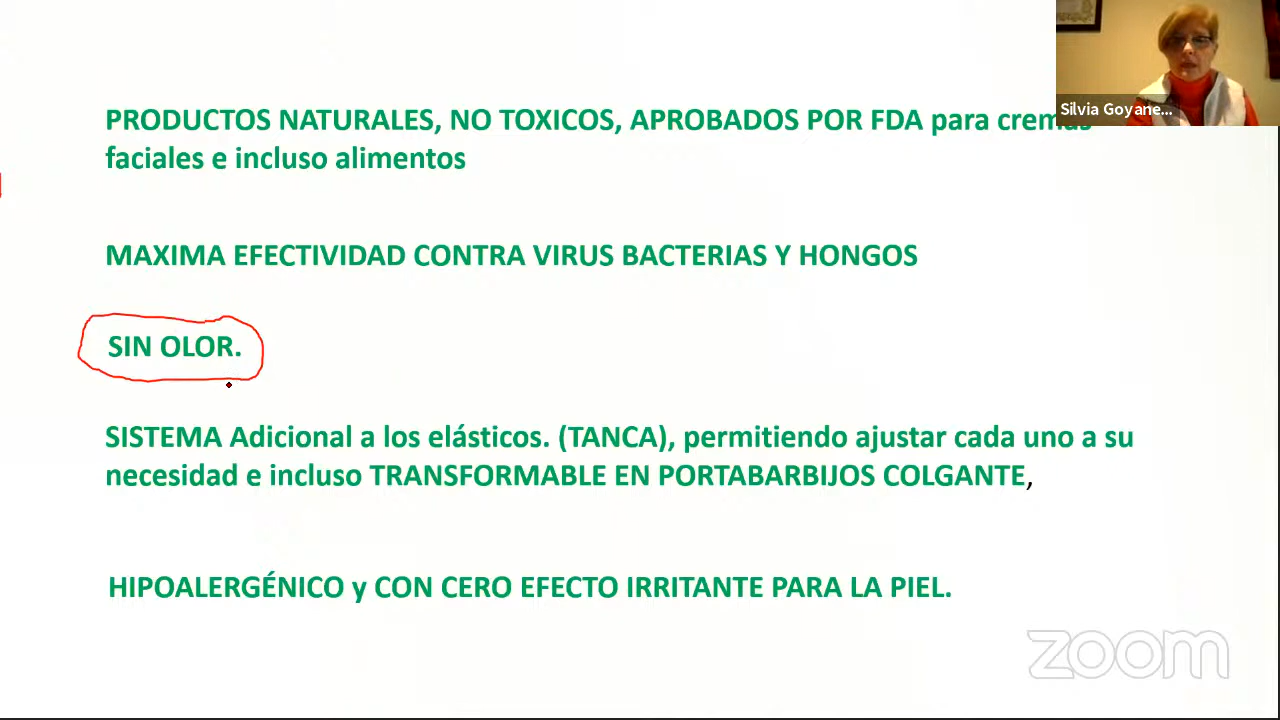 PRODUCTOS NATURALES, NO TOXICOS, APROBADOS POR FDA para cremas
faciales e incluso alimentos
Silvia Goyane...
MAXIMA EFECTIVIDAD CONTRA VIRUS BACTERIAS Y HONGOS
SIN OLOR.
SISTEMA Adicional a los elásticos. (TANCA), permitiendo ajustar cada uno a su
necesidad e incluso TRANSFORMABLE EN PORTABARBIJOS COLGANTE,
HIPOALERGÉNICO y CON CERO EFECTO IRRITANTE PARA LA PIEL.
zoom